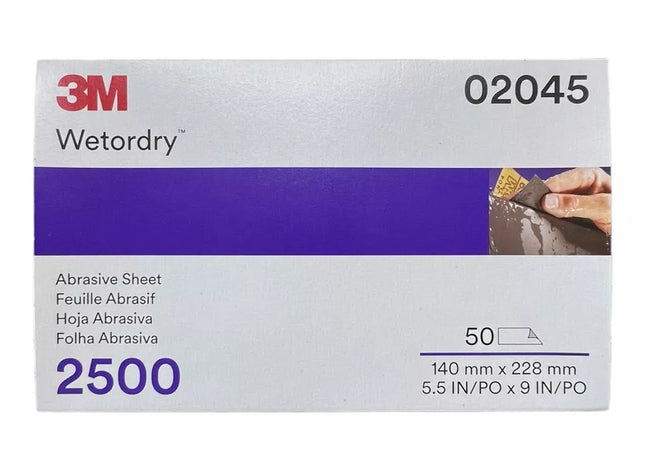 3M
02045
Wetordry™
Abrasive Sheet
Feuille Abrasif
Hoja Abrasiva
Folha Abrasiva
2500
50
140 mm x 228 mm
5.5 IN/PO x 9 IN/PO